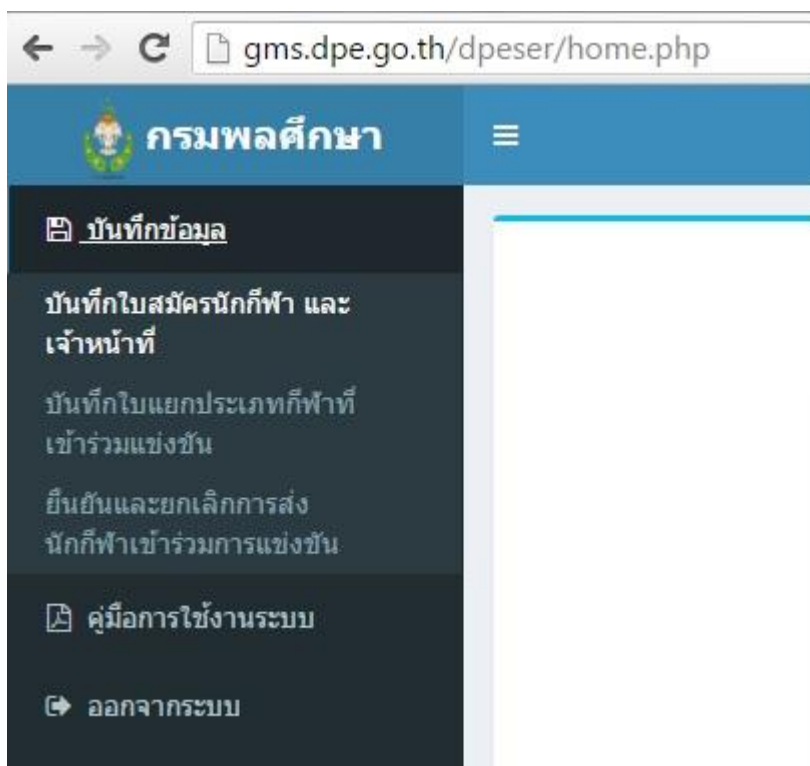 gms.dpe.go.th/dpeser/home.php
กรมพลศึกษา
บันทึกข้อมูล
บันทึกใบสมัครนักกีฬา และ
เจ้าหน้าที่
บันทึกใบแยกประเภทกีฬาที่
เข้าร่วมแข่งขัน
ยืนยันและยกเลิกการส่ง
นักกีฬาเข้าร่วมการแข่งขัน
คู่มือการใช้งานระบบ
ออกจากระบบ